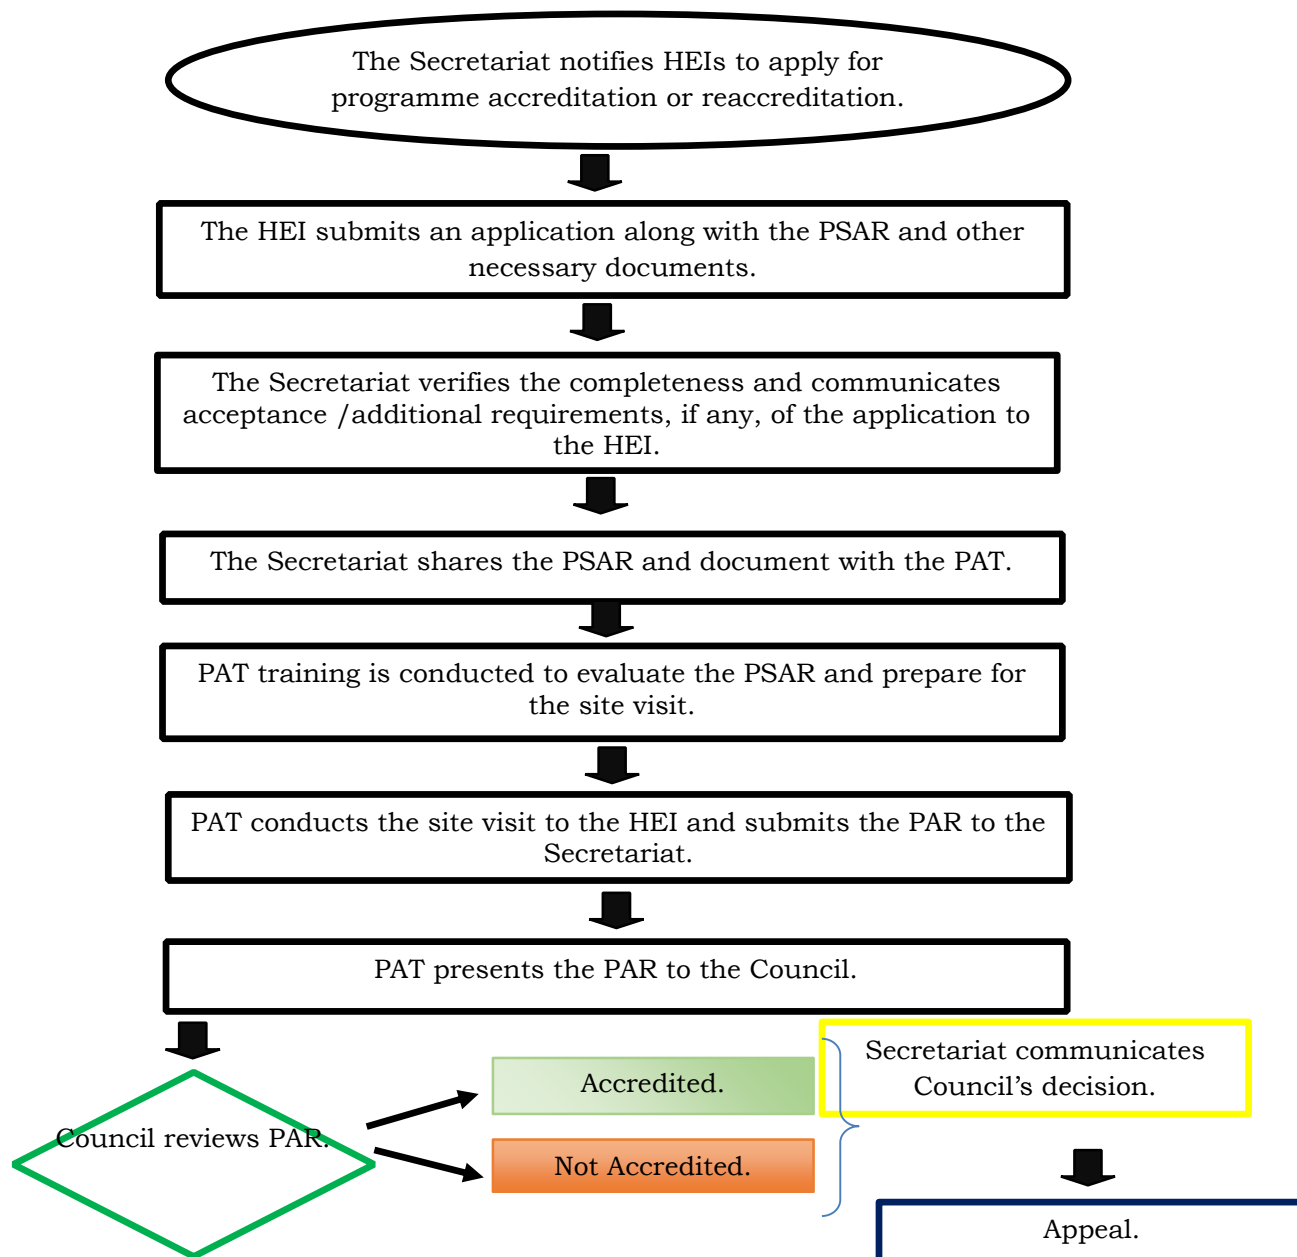 The Secretariat notifies HEIs to apply for
programme accreditation or reaccreditation.
The HEI submits an application along with the PSAR and other
necessary documents.
The Secretariat verifies the completeness and communicates
acceptance /additional requirements, if any, of the application to
the HEI.
The Secretariat shares the PSAR and document with the PAT.
PAT training is conducted to evaluate the PSAR and prepare for
the site visit.
PAT conducts the site visit to the HEI and submits the PAR to the
Secretariat.
PAT presents the PAR to the Council.
Council reviews PAR.
Accredited.
Not Accredited.
Secretariat communicates
Council’s decision.
Appeal.